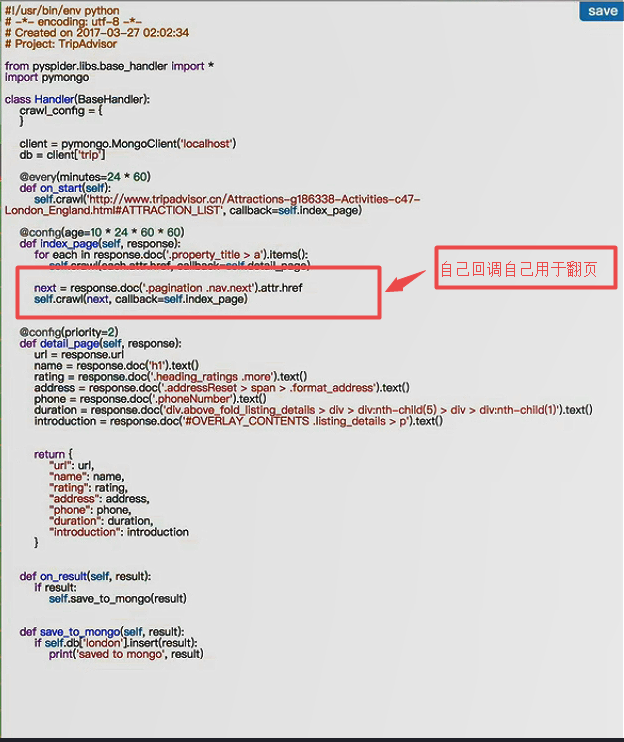 #!/usr/bin/env python
save
# -*- encoding: utf-8 -*-
# Created on 2017-03-27 02:02:34
# Project: TripAdvisor
from pyspider.libs.base_handler import *
import pymongo
class Handler(BaseHandler):
crawl_config = {
}
client = pymongo.MongoClient('localhost')
db = client['trip']
@every(minutes=24 * 60)
def on_start(self):
self.crawl('http://www.tripadvisor.cn/Attractions-g186338-Activities-c47-
London_England.html#ATTRACTION_LIST', callback=self.index_page)
@config(age=10 * 24 * 60 * 60)
def index_page(self, response):
for each in response.doc('.property_title > a').items():
self.crawl(each.attr.href, callback=self.detail_page)
自己回调自己用于翻页
next = response.doc('.pagination .nav.next').attr.href
self.crawl(next, callback=self.index_page)
@config(priority=2)
def detail_page(self, response):
url = response.url
name = response.doc('h1').text()
rating = response.doc('.heading_ratings .more').text()
address = response.doc('.addressReset > span > .format_address').text()
phone = response.doc('.phoneNumber').text()
duration = response.doc('div.above_fold_listing_details > div > div:nth-child(5) > div > div:nth-child(1)').text()
introduction = response.doc('#OVERLAY_CONTENTS .listing_details > p').text()
return {
"url": url,
"name": name,
"rating": rating,
"address": address,
"phone": phone,
"duration": duration,
"introduction": introduction
}
def on_result(self, result):
if result:
self.save_to_mongo(result)
def save_to_mongo(self, result):
if self.db['london'].insert(result):
print('saved to mongo', result)